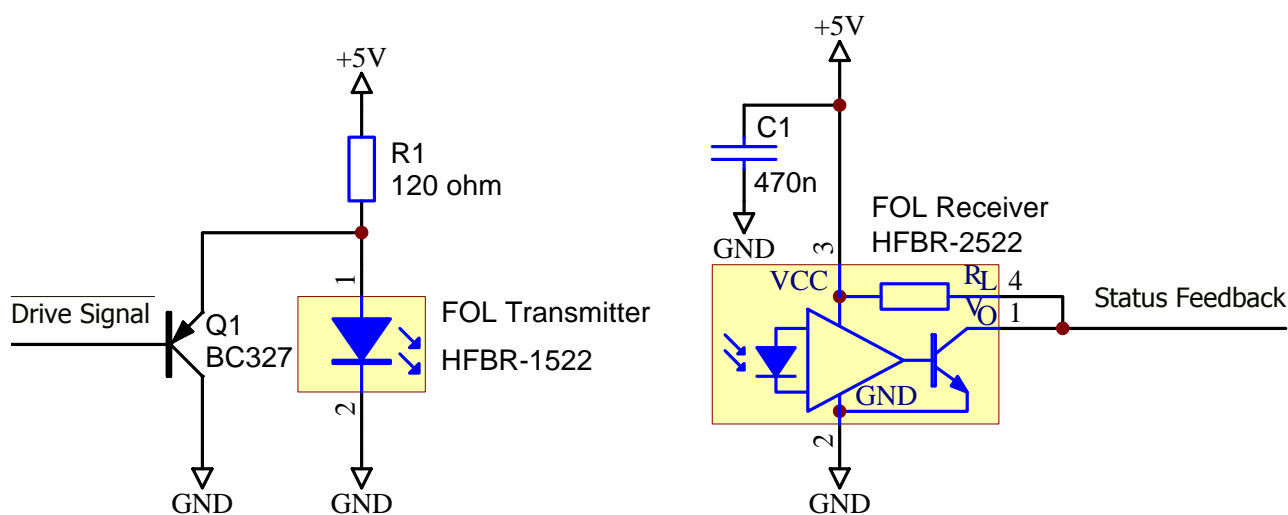 +5V
R1
120 ohm
Drive Signal
Q1
BC327
1
FOL Transmitter
HFBR-1522
2
GND
GND
+5V
C1
470n
GND
FOL Receiver
HFBR-2522
3
VCC
RL
4
VO
1
Status Feedback
GND
2
GND